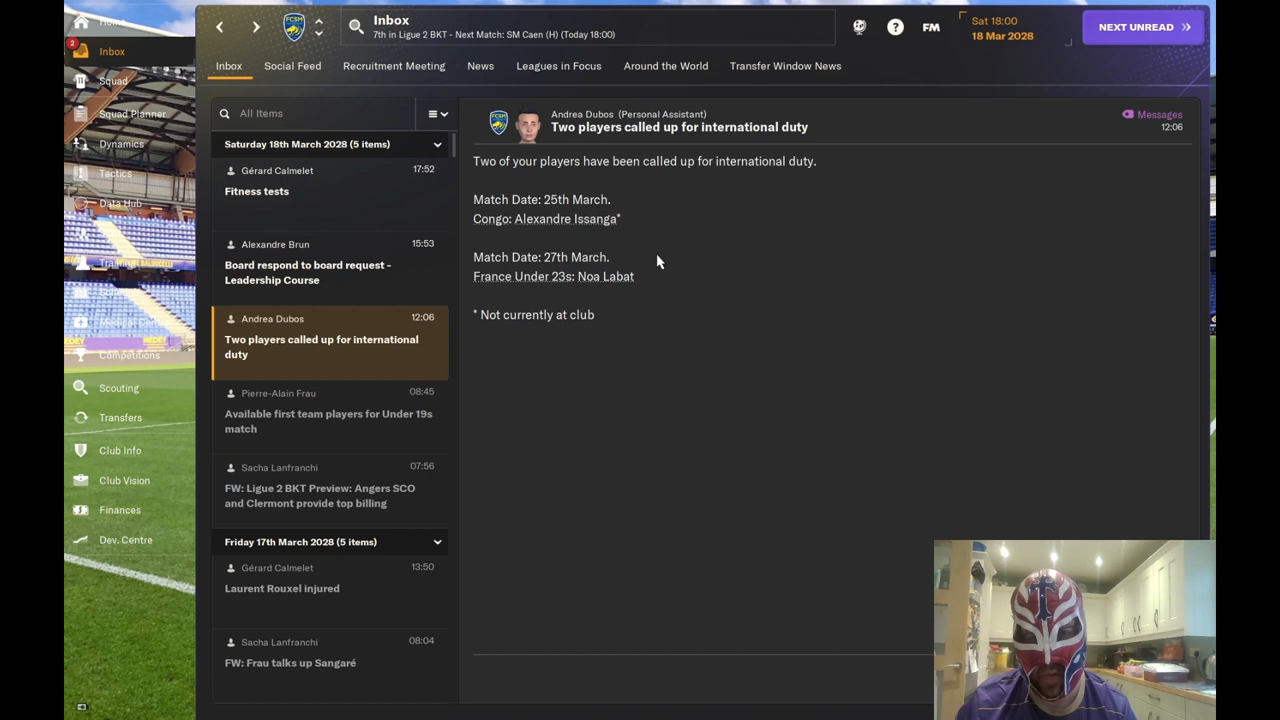 Home
2
Inbox
Squad
Squad Planner
Dynamics
Tactics
Data Hub
Competitions
Scouting
Transfers
Club Info
Club Vision
Finances
Dev. Centre
FCSM
Inbox
7th in Ligue 2 BKT - Next Match: SM Caen (H) (Today 18:00)
?
FM
Sat 18:00
18 Mar 2028
NEXT UNREAD
Inbox Social Feed Recruitment Meeting News Leagues in Focus Around the World Transfer Window News
All Items
Saturday 18th March 2028 (5 items)
Gérard Calmelet 17:52
Fitness tests
Alexandre Brun 15:53
Board respond to board request -
Leadership Course
Andrea Dubos 12:06
Two players called up for international
duty
Pierre-Alain Frau 08:45
Available first team players for Under 19s
match
Sacha Lanfranchi 07:56
FW: Ligue 2 BKT Preview: Angers SCO
and Clermont provide top billing
Friday 17th March 2028 (5 items)
Gérard Calmelet 13:50
Laurent Rouxel injured
Sacha Lanfranchi 08:04
FW: Frau talks up Sangaré
Andrea Dubos (Personal Assistant)
Two players called up for international duty
Messages
12:06
Two of your players have been called up for international duty.
Match Date: 25th March.
Congo: Alexandre Issanga*
Match Date: 27th March.
France Under 23s: Noa Labat
* Not currently at club